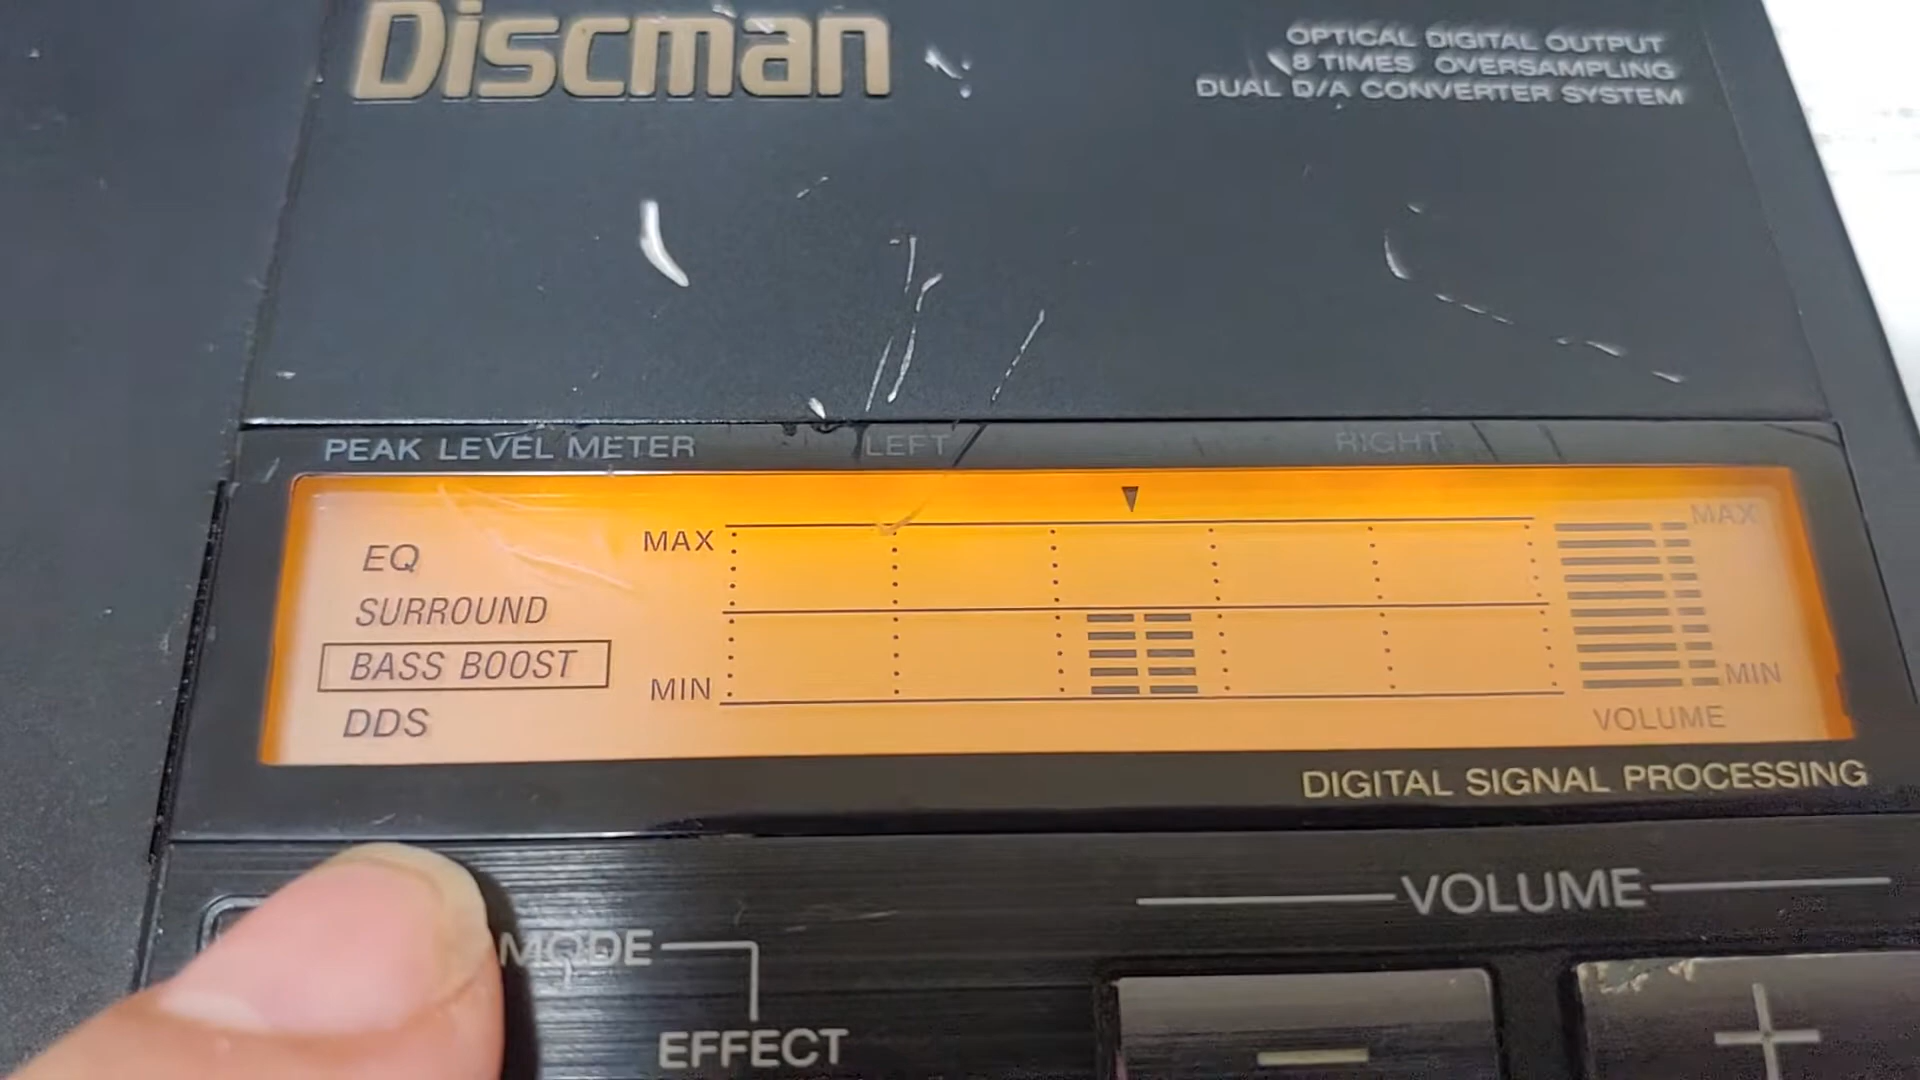 Discman
OPTICAL DIGITAL OUTPUT
8 TIMES OVERSAMPLING
DUAL D/A CONVERTER SYSTEM
PEAK LEVEL METER LEFT RIGHT
EQ
SURROUND
BASS BOOST
DDS
MAX
MIN
MAX
MIN
VOLUME
DIGITAL SIGNAL PROCESSING
VOLUME
MODE
EFFECT
- +